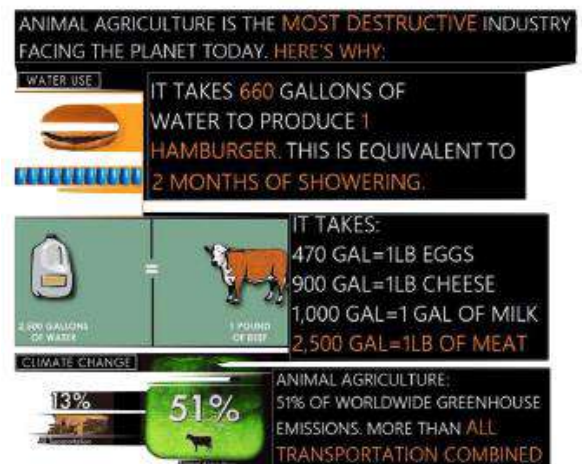 ANIMAL AGRICULTURE IS THE MOST DESTRUCTIVE INDUSTRY
FACING THE PLANET TODAY. HERE'S WHY:
WATER USE
IT TAKES 660 GALLONS OF
WATER TO PRODUCE 1
HAMBURGER. THIS IS EQUIVALENT TO
2 MONTHS OF SHOWERING.
2,500 GALLONS
OF WATER
=
1 POUND
OF BEEF
IT TAKES:
470 GAL=1LB EGGS
900 GAL=1LB CHEESE
1,000 GAL=1 GAL OF MILK
2,500 GAL=1LB OF MEAT
CLIMATE CHANGE
13%
Transportation
51%
ANIMAL AGRICULTURE:
51% OF WORLDWIDE GREENHOUSE
EMISSIONS. MORE THAN ALL
TRANSPORTATION COMBINED